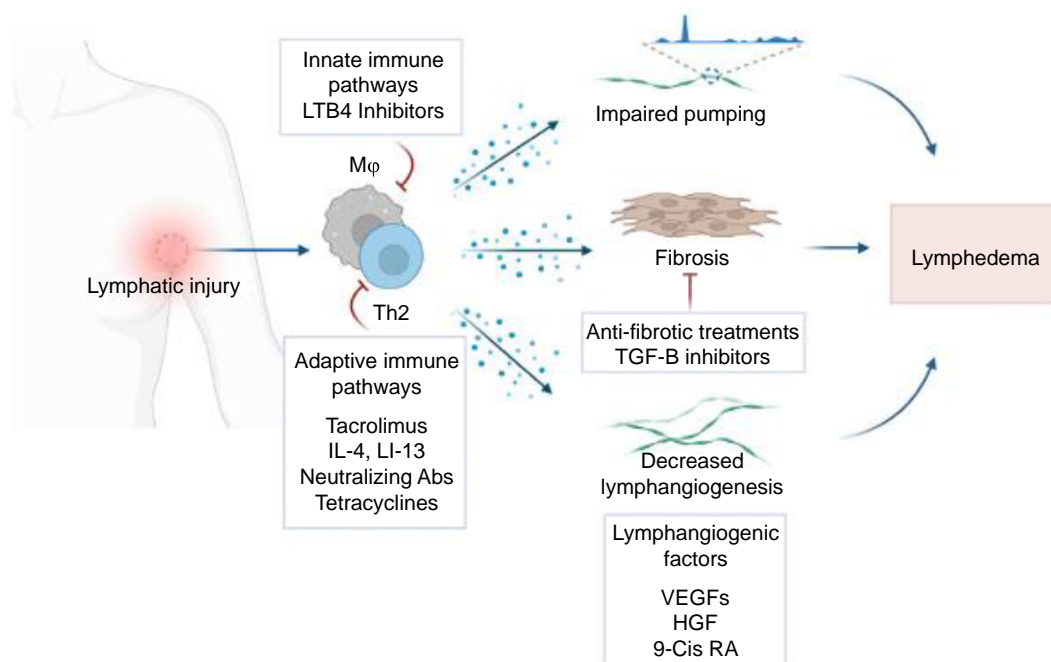 Innate immune
pathways
LTB4 Inhibitors
Mφ
Lymphatic injury
Th2
Adaptive immune
pathways
Tacrolimus
IL-4, LI-13
Neutralizing Abs
Tetracyclines
Impaired pumping
Fibrosis
Anti-fibrotic treatments
TGF-B inhibitors
Decreased
lymphangiogenesis
Lymphangiogenic
factors
VEGFs
HGF
9-Cis RA
Lymphedema